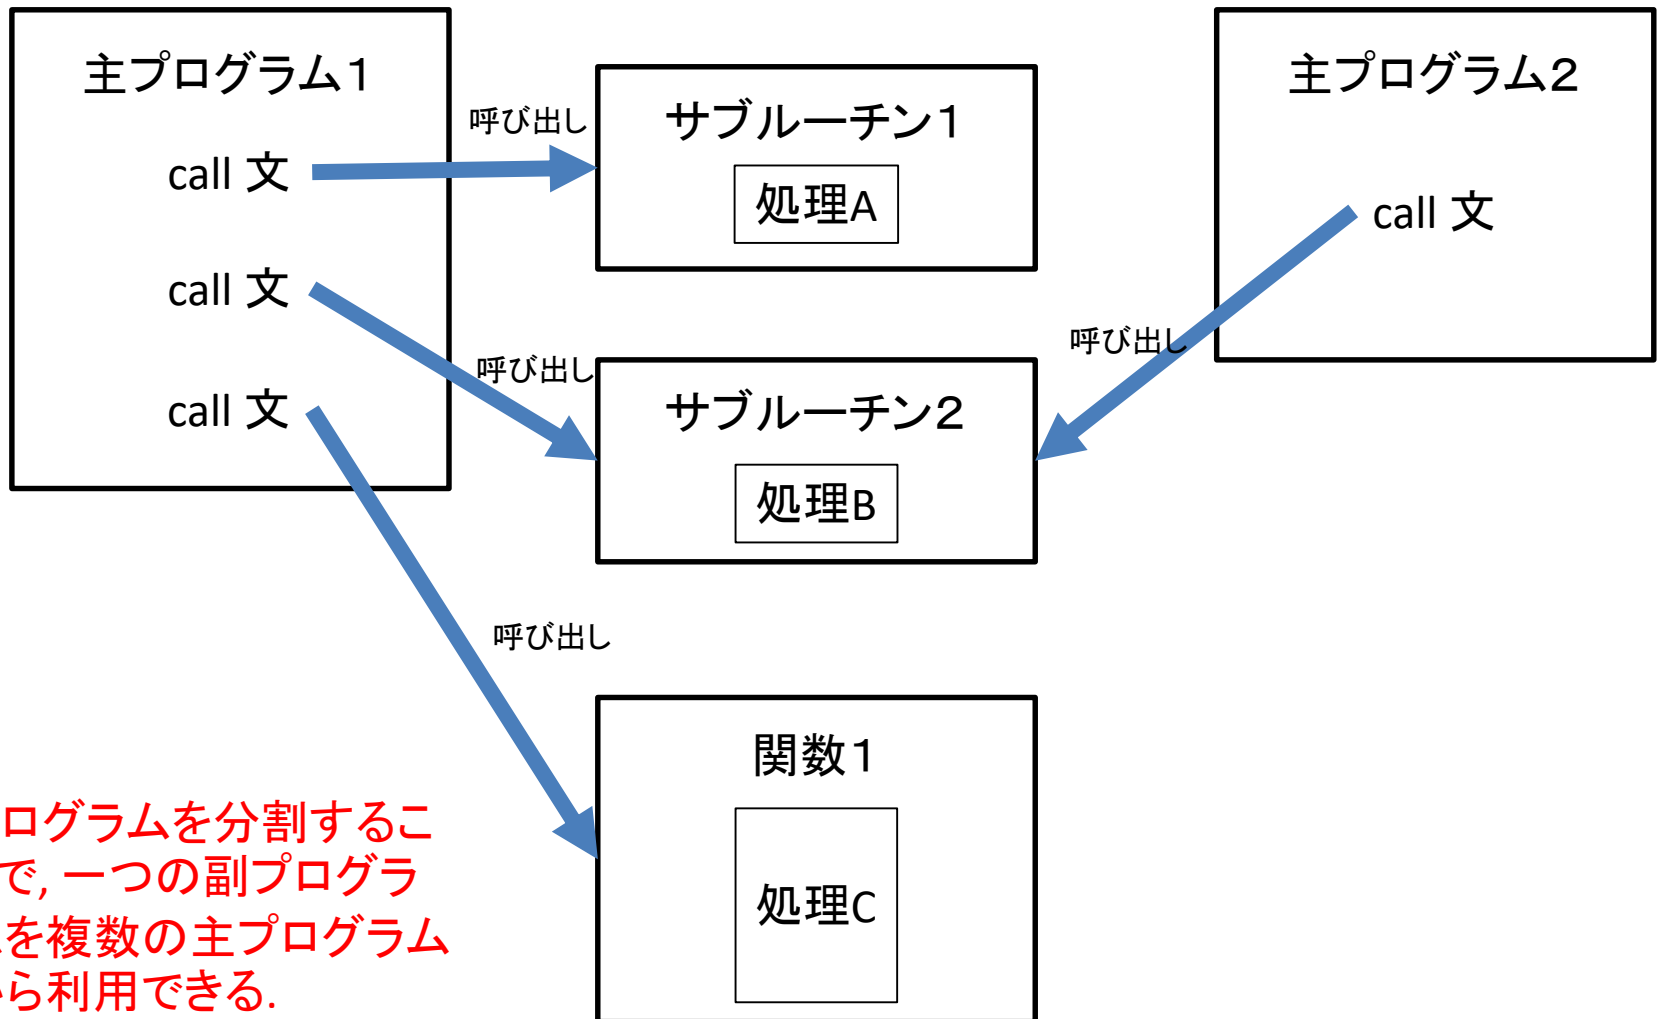 主プログラム1
call 文
call 文
call 文
呼び出し
サブルーチン1
処理A
呼び出し
サブルーチン2
処理B
呼び出し
関数1
処理C
主プログラム2
call 文
呼び出し
ログラムを分割するこ
で, 一つの副プログラ
を複数の主プログラム
ら利用できる.